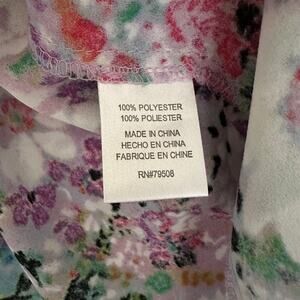 100% POLYESTER
100% POLIESTER
MADE IN CHINA
HECHO EN CHINA
FABRIQUE EN CHINE
RN#79508